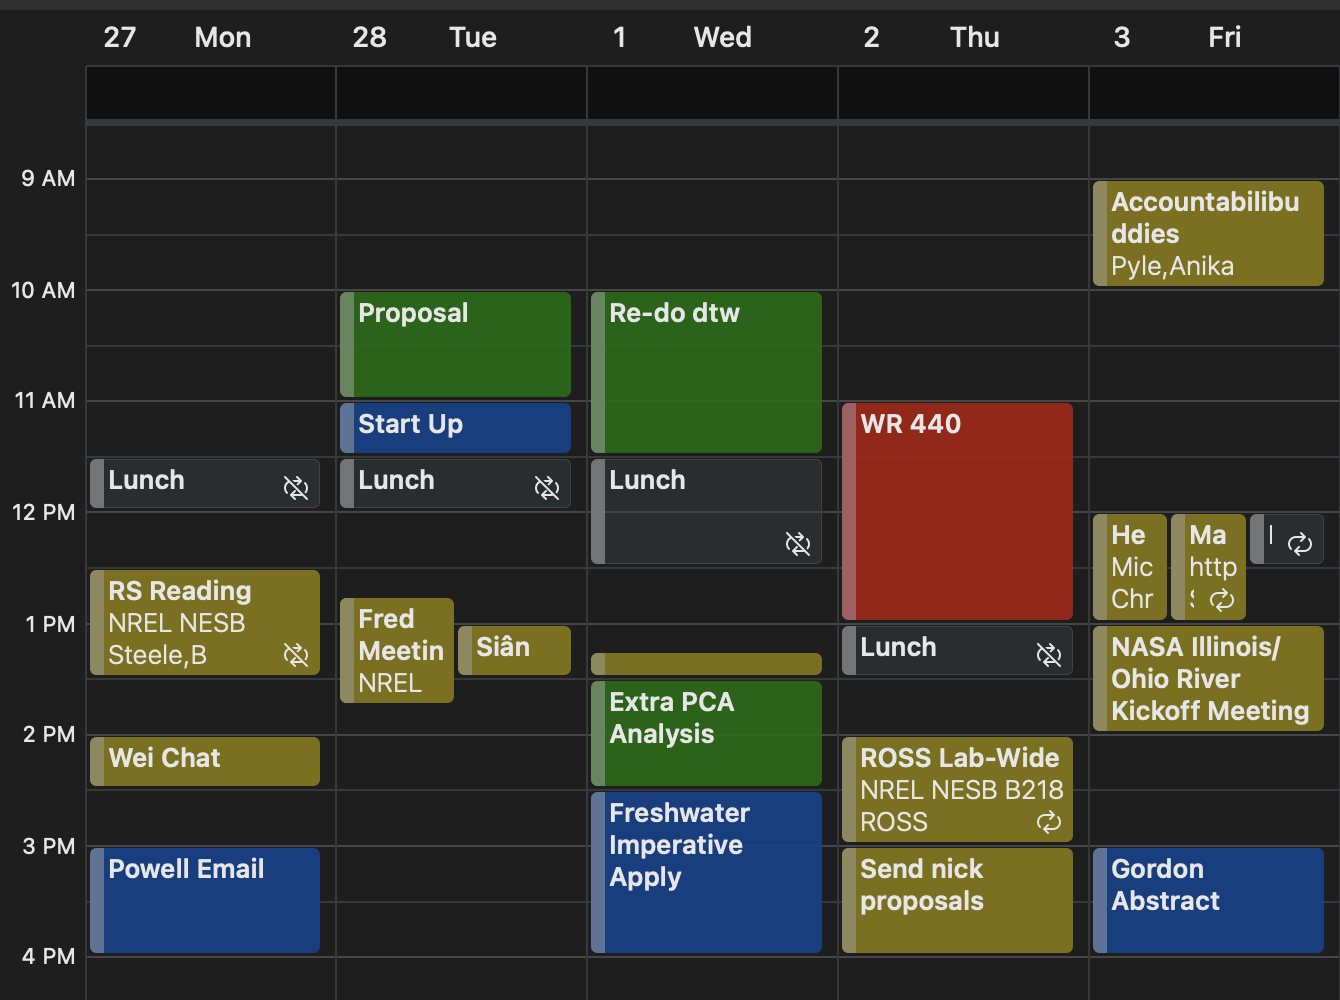 27 Mon
28 Tue
1 Wed
2 Thu
3 Fri
9 AM
10 AM
11 AM
12 PM
1 PM
2 PM
3 PM
4 PM
Lunch
RS Reading
NREL NESB
Steele,B
Wei Chat
Powell Email
Proposal
Start Up
Lunch
Fred
Meetin
NREL
Siân
Re-do dtw
Lunch
Extra PCA
Analysis
Freshwater
Imperative
Apply
WR 440
Lunch
ROSS Lab-Wide
NREL NESB B218
ROSS
Send nick
proposals
Accountabilibu
ddies
Pyle,Anika
He
Mic
Chr
Ma
http
NASA Illinois/
Ohio River
Kickoff Meeting
Gordon
Abstract